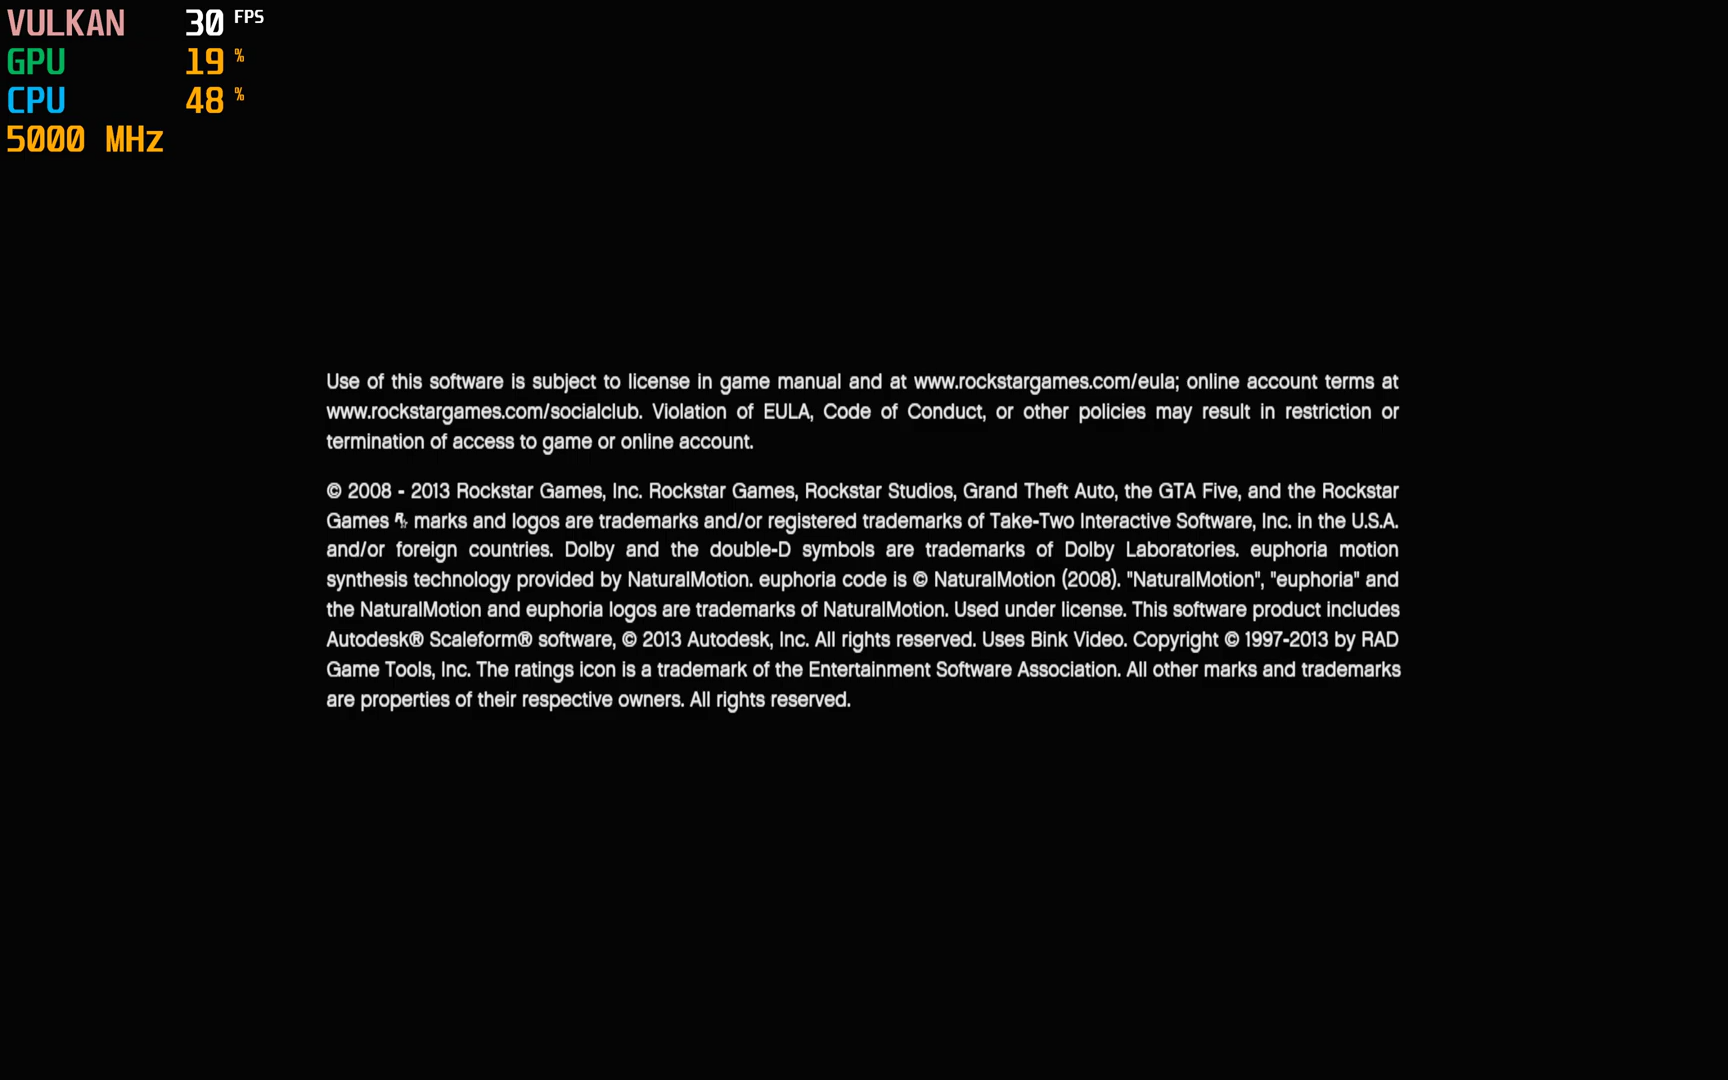 VULKAN 30 FPS
GPU 19 %
CPU 48 %
5000 MHz
Use of this software is subject to license in game manual and at www.rockstargames.com/eula; online account terms at
www.rockstargames.com/socialclub. Violation of EULA, Code of Conduct, or other policies may result in restriction or
termination of access to game or online account.
© 2008 - 2013 Rockstar Games, Inc. Rockstar Games, Rockstar Studios, Grand Theft Auto, the GTA Five, and the Rockstar
Games R* marks and logos are trademarks and/or registered trademarks of Take-Two Interactive Software, Inc. in the U.S.A.
and/or foreign countries. Dolby and the double-D symbols are trademarks of Dolby Laboratories. euphoria motion
synthesis technology provided by NaturalMotion. euphoria code is © NaturalMotion (2008). "NaturalMotion", "euphoria" and
the NaturalMotion and euphoria logos are trademarks of NaturalMotion. Used under license. This software product includes
Autodesk® Scaleform® software, © 2013 Autodesk, Inc. All rights reserved. Uses Bink Video. Copyright © 1997-2013 by RAD
Game Tools, Inc. The ratings icon is a trademark of the Entertainment Software Association. All other marks and trademarks
are properties of their respective owners. All rights reserved.